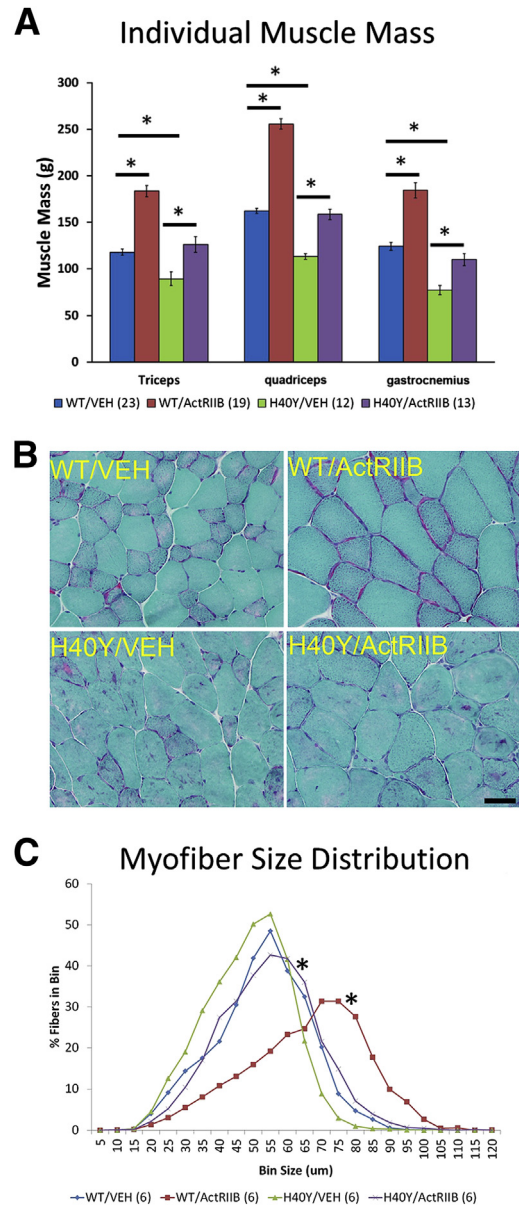 A
Individual Muscle Mass
300
250
200
150
100
50
0
Muscle Mass (g)
*
*
*
*
*
*
*
*
*
Triceps quadriceps gastrocnemius
WT/VEH (23) WT/ActRIIB (19) H40Y/VEH (12) H40Y/ActRIIB (13)
B
WT/VEH WT/ActRIIB
H40Y/VEH H40Y/ActRIIB
C
Myofiber Size Distribution
60
50
40
30
20
10
0
% Fibers in Bin
*
*
5 10 15 20 25 30 35 40 45 50 55 60 65 70 75 80 85 90 95 100 105 110 115 120
Bin Size (um)
WT/VEH (6) WT/ActRIIB (6) H40Y/VEH (6) H40Y/ActRIIB (6)